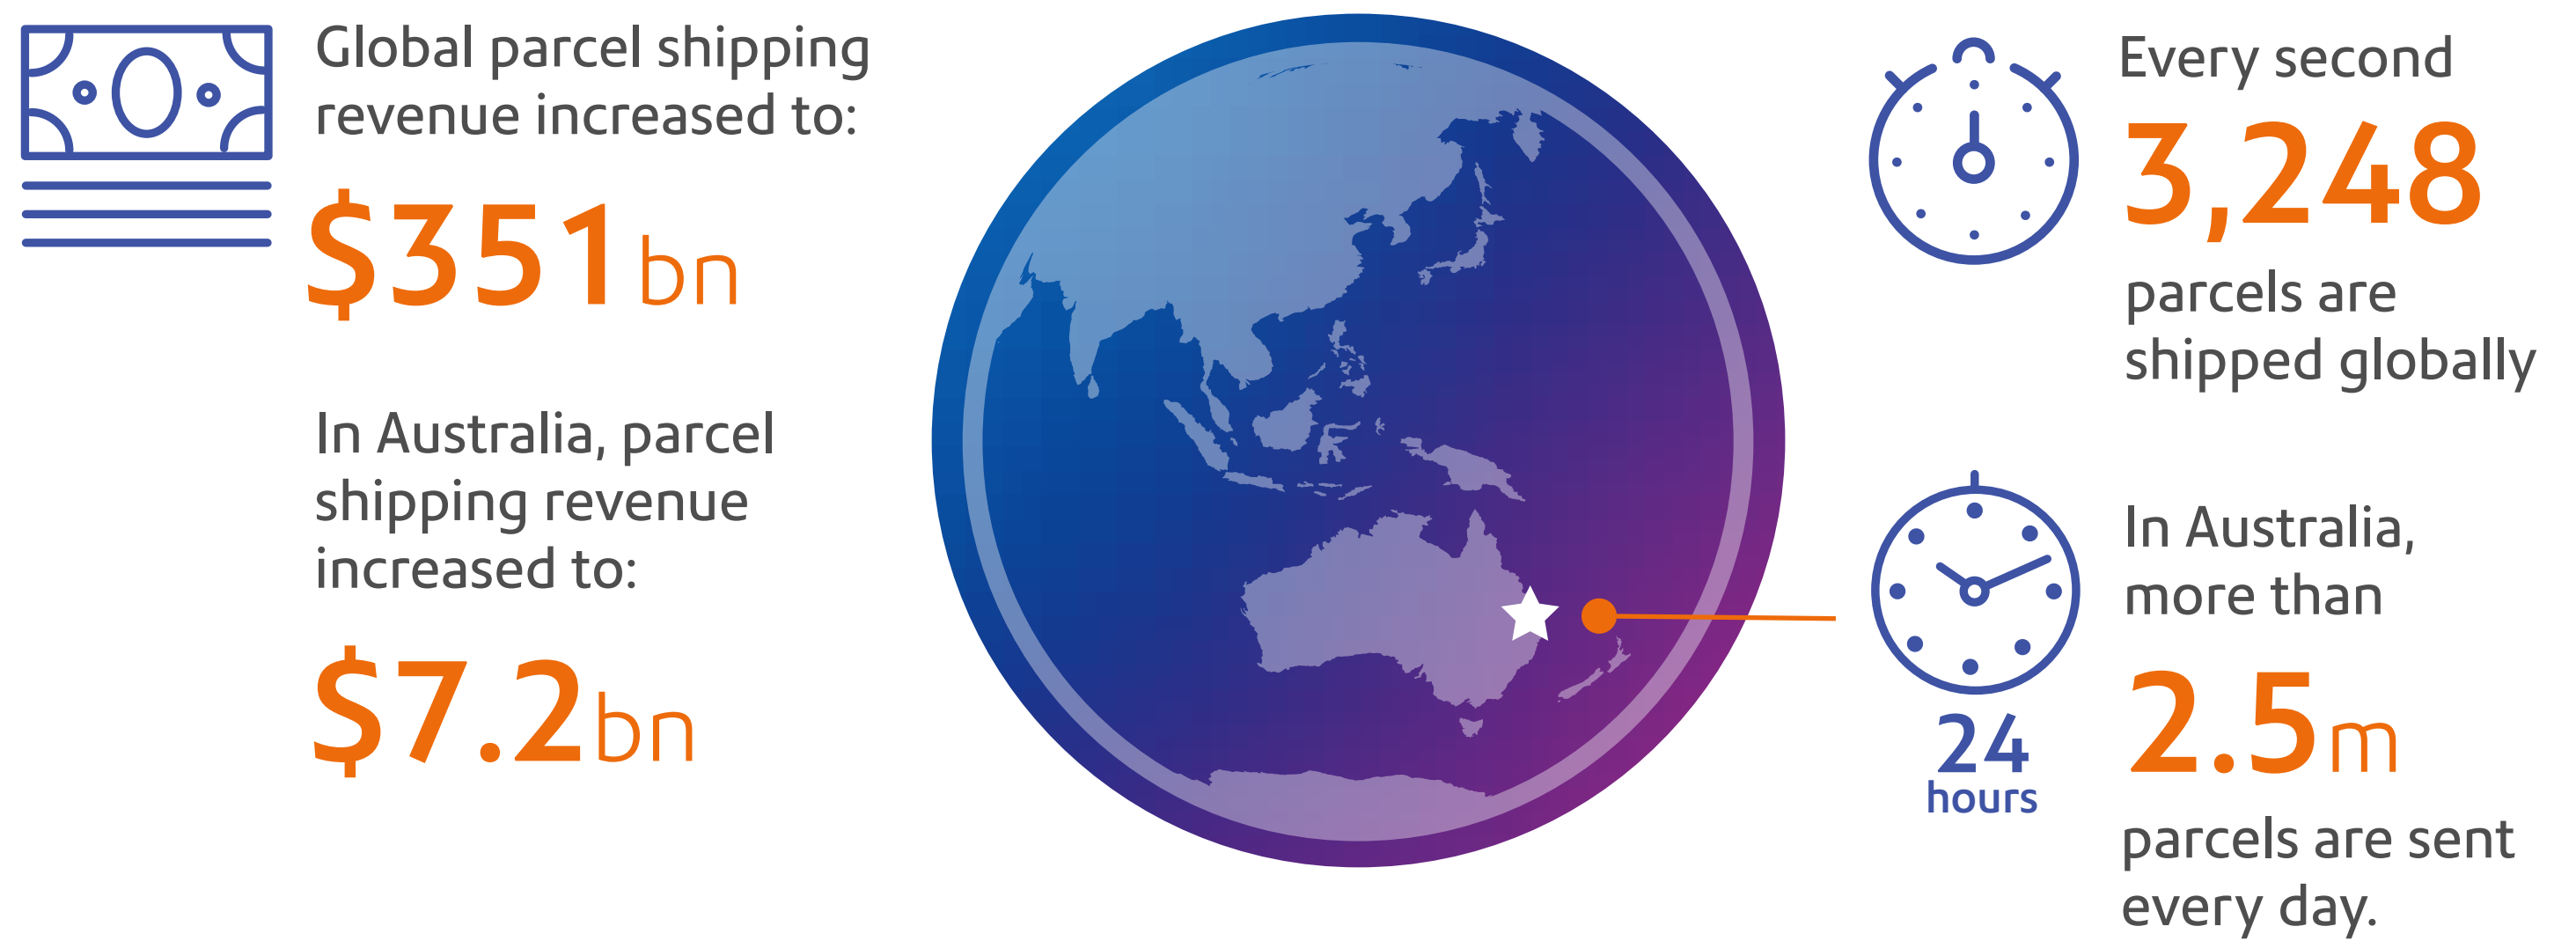 Global parcel shipping
revenue increased to:
$351bn
In Australia, parcel
shipping revenue
increased to:
$7.2bn
Every second
3,248
parcels are
shipped globally
24
hours
In Australia,
more than
2.5m
parcels are sent
every day.